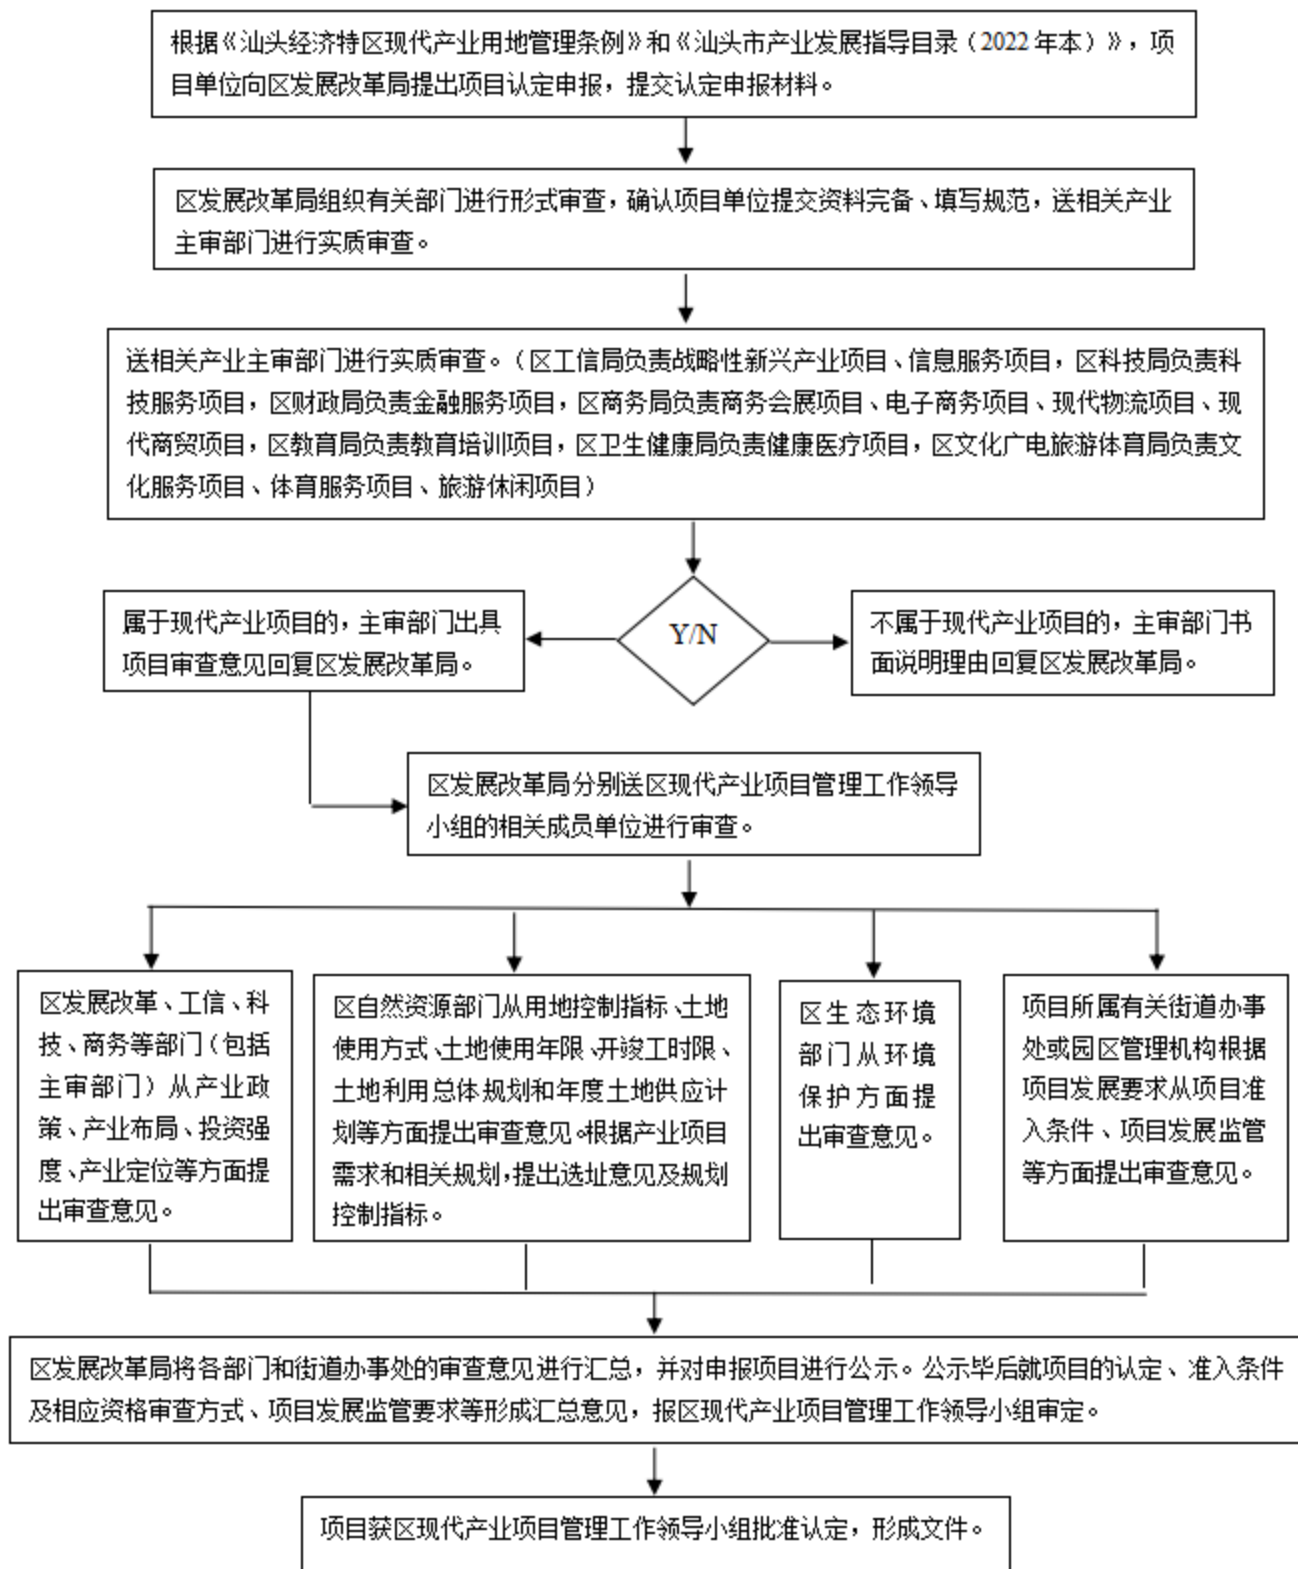 根据《汕头经济特区现代产业用地管理条例》和《汕头市产业发展指导目录（2022年本）》，项
目单位向区发展改革局提出项目认定申报，提交认定申报材料。
区发展改革局组织有关部门进行形式审查，确认项目单位提交资料完备、填写规范，送相关产业
主审部门进行实质审查。
送相关产业主审部门进行实质审查。（区工信局负责战略性新兴产业项目、信息服务项目，区科技局负责科
技服务项目，区财政局负责金融服务项目，区商务局负责商务会展项目、电子商务项目、现代物流项目、现
代商贸项目，区教育局负责教育培训项目，区卫生健康局负责健康医疗项目，区文化广电旅游体育局负责文
化服务项目、体育服务项目、旅游休闲项目）
Y/N
属于现代产业项目的，主审部门出具
项目审查意见回复区发展改革局。
不属于现代产业项目的，主审部门书
面说明理由回复区发展改革局。
区发展改革局分别送区现代产业项目管理工作领导
小组的相关成员单位进行审查。
区发展改革、工信、科
技、商务等部门（包括
主审部门）从产业政
策、产业布局、投资强
度、产业定位等方面提
出审查意见。
区自然资源部门从用地控制指标、土地
使用方式、土地使用年限、开竣工时限、
土地利用总体规划和年度土地供应计
划等方面提出审查意见。根据产业项目
需求和相关规划，提出选址意见及规划
控制指标。
区生态环境
部门从环境
保护方面提
出审查意见。
项目所属有关街道办事
处或园区管理机构根据
项目发展要求从项目准
入条件、项目发展监管
等方面提出审查意见。
区发展改革局将各部门和街道办事处的审查意见进行汇总，并对申报项目进行公示。公示毕后就项目的认定、准入条件
及相应资格审查方式、项目发展监管要求等形成汇总意见，报区现代产业项目管理工作领导小组审定。
项目获区现代产业项目管理工作领导小组批准认定，形成文件。